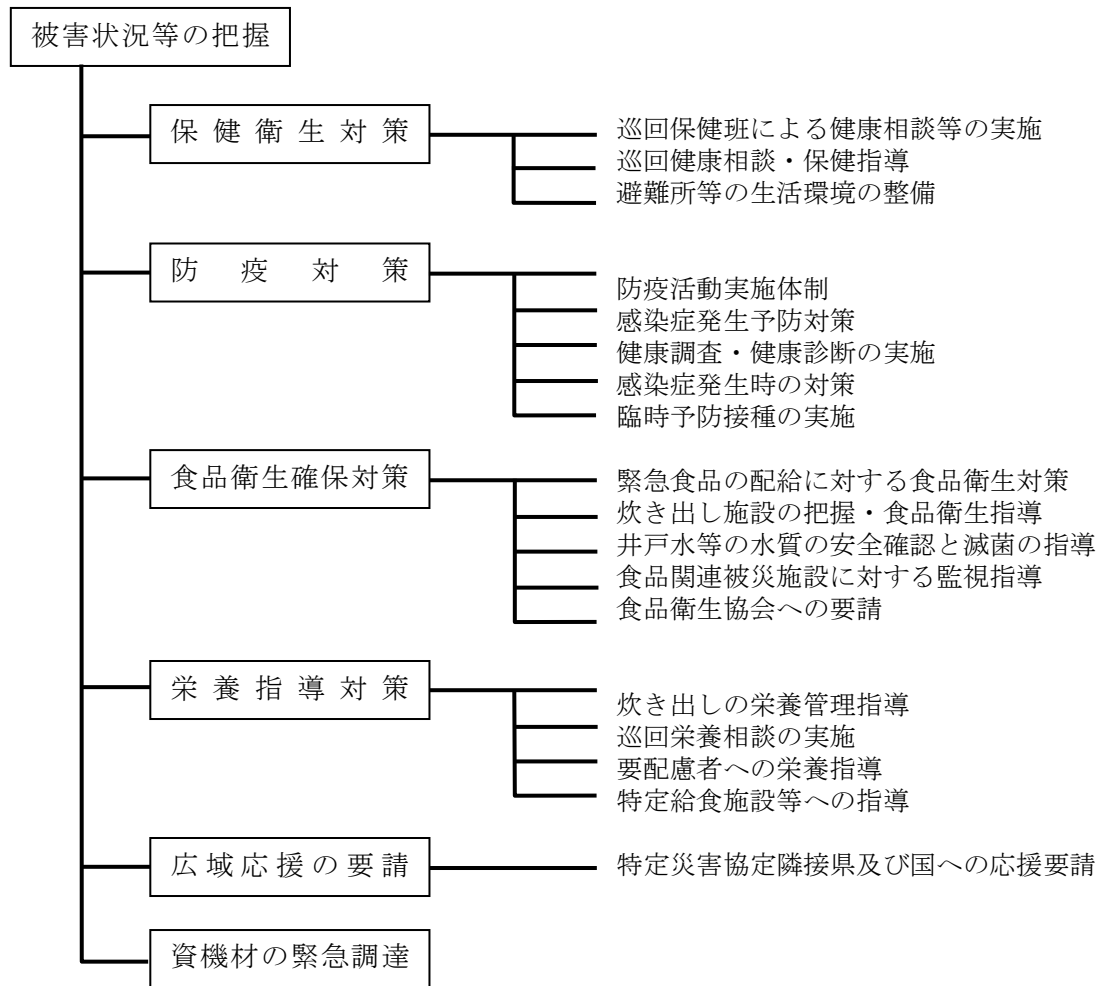 被害状況等の把握
保健衛生対策
巡回保健班による健康相談等の実施
巡回健康相談・保健指導
避難所等の生活環境の整備
防疫対策
防疫活動実施体制
感染症発生予防対策
健康調査・健康診断の実施
感染症発生時の対策
臨時予防接種の実施
食品衛生確保対策
緊急食品の配給に対する食品衛生対策
炊き出し施設の把握・食品衛生指導
井戸水等の水質の安全確認と滅菌の指導
食品関連被災施設に対する監視指導
食品衛生協会への要請
栄養指導対策
炊き出しの栄養管理指導
巡回栄養相談の実施
要配慮者への栄養指導
特定給食施設等への指導
広域応援の要請
特定災害協定隣接県及び国への応援要請
資機材の緊急調達